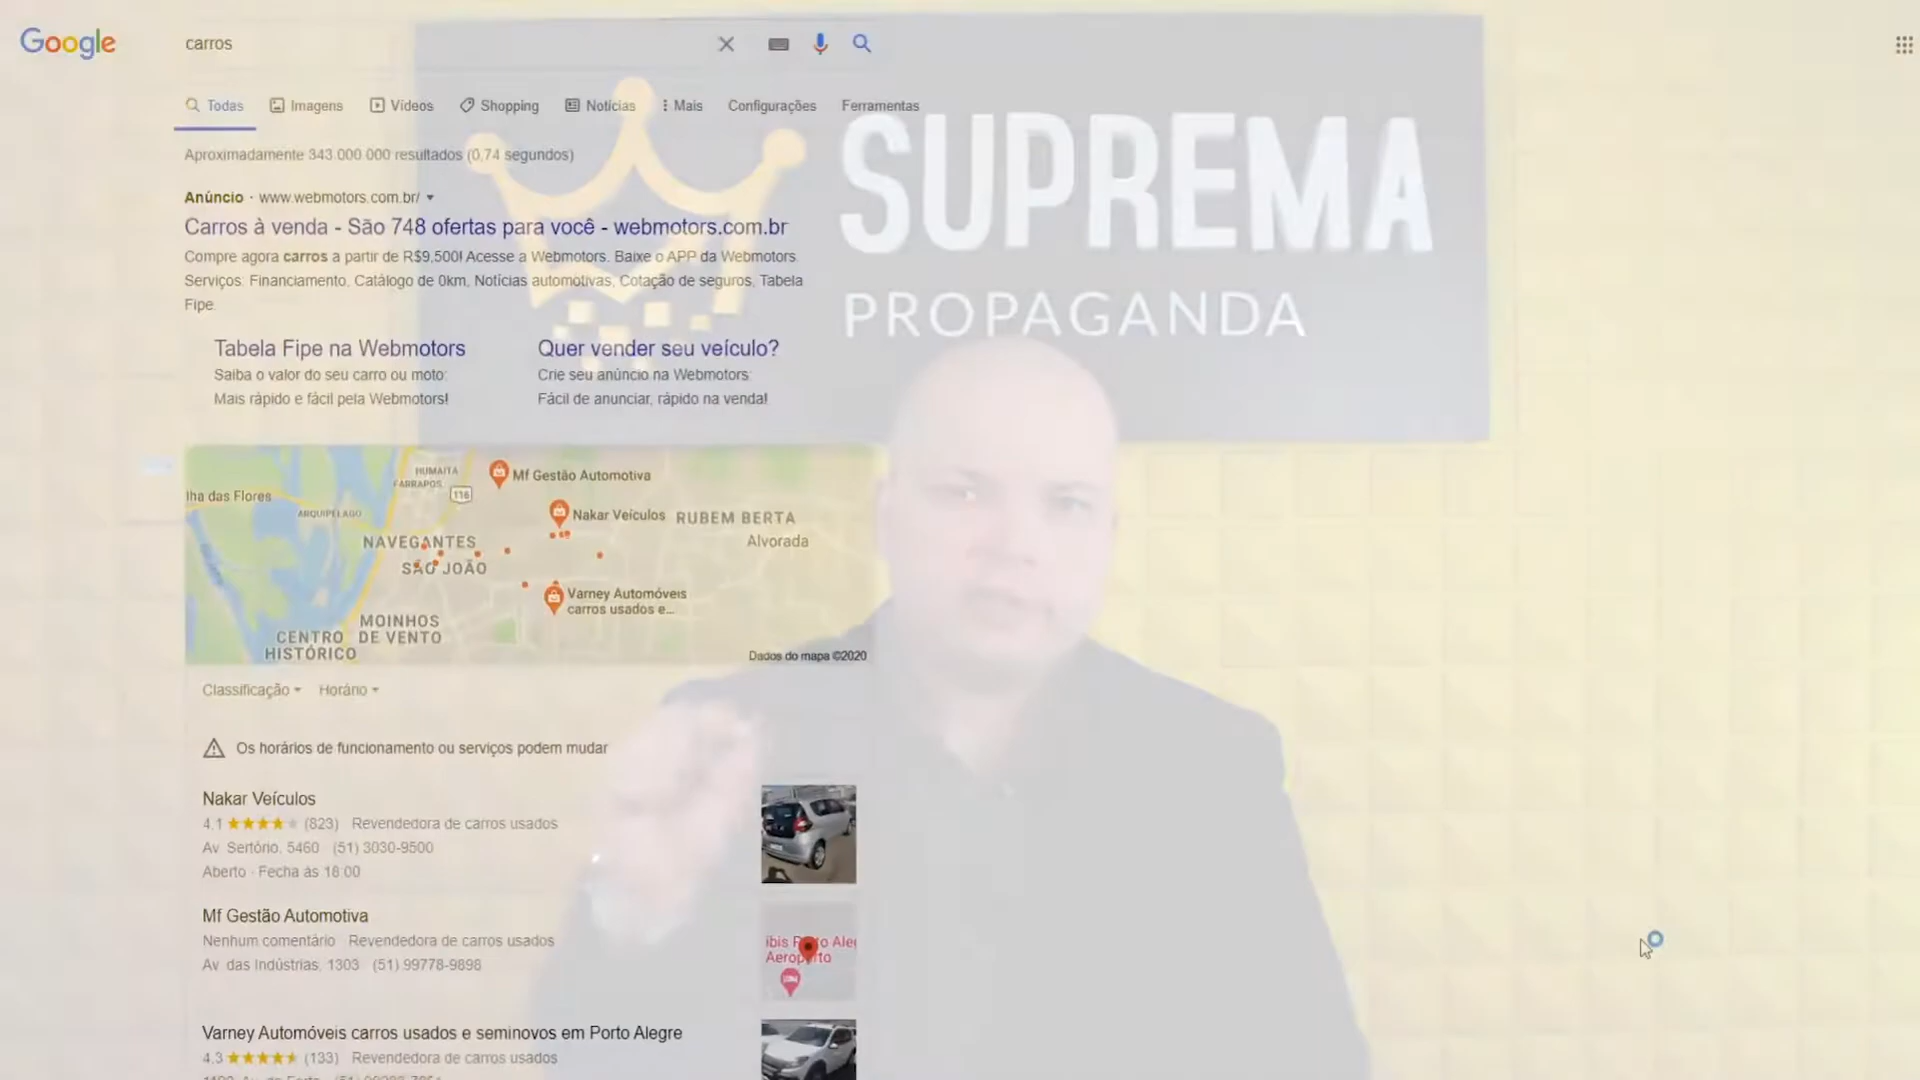 Google
carros
Todas
Imagens
Vídeos
Shopping
Notícias
Mais
Configurações
Ferramentas
Aproximadamente 343.000.000 resultados (0,74 segundos)
SUPREMA
PROPAGANDA
Anúncio · www.webmotors.com.br/
Carros à venda - São 748 ofertas para você - webmotors.com.br
Compre agora carros a partir de R$9,500! Acesse a Webmotors. Baixe o APP da Webmotors.
Serviços: Financiamento, Catálogo de 0km, Notícias automotivas, Cotação de seguros, Tabela
Fipe.
Tabela Fipe na Webmotors
Saiba o valor do seu carro ou moto:
Mais rápido e fácil pela Webmotors!
Quer vender seu veículo?
Crie seu anúncio na Webmotors:
Fácil de anunciar, rápido na venda!
HUMAITÁ
FARRAPOS
116
Mf Gestão Automotiva
lha das Flores
ARQUIPÉLAGO
Nakar Veículos
RUBEM BERTA
NAVEGANTES
Alvorada
SÃO JOÃO
Varney Automóveis
carros usados e...
MOINHOS
DE VENTO
CENTRO
HISTÓRICO
Dados do mapa ©2020
Classificação
Horário
Os horários de funcionamento ou serviços podem mudar
Nakar Veículos
4,1 (823) Revendedora de carros usados
Av. Sertório, 5460 (51) 3030-9500
Aberto · Fecha às 18:00
Mf Gestão Automotiva
Nenhum comentário Revendedora de carros usados
Av. das Indústrias, 1303 (51) 99778-9898
ibis Porto Aleg
Aeroporto
Varney Automóveis carros usados e seminovos em Porto Alegre
4,3 (133) Revendedora de carros usados